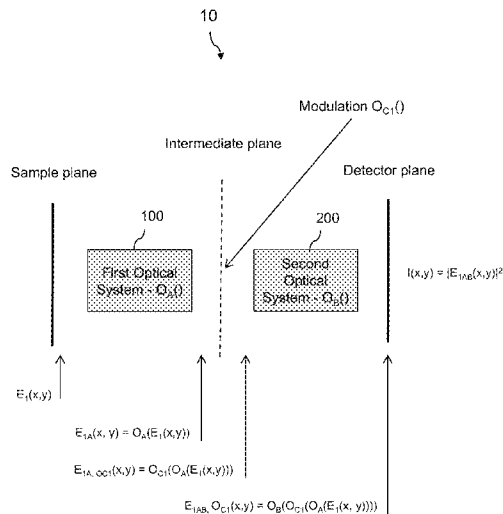 10
Modulation O_C1()
Intermediate plane
Sample plane
Detector plane
100
200
First Optical
System - O_A()
Second
Optical
System - O_B()
I(x,y) = |E_1AB(x,y)|²
E_1(x,y)
E_1A(x, y) = O_A(E_1(x,y))
E_1A, OC1(x,y) = O_C1(O_A(E_1(x,y)))
E_1AB, O_C1(x,y) = O_B(O_C1(O_A(E_1(x, y))))